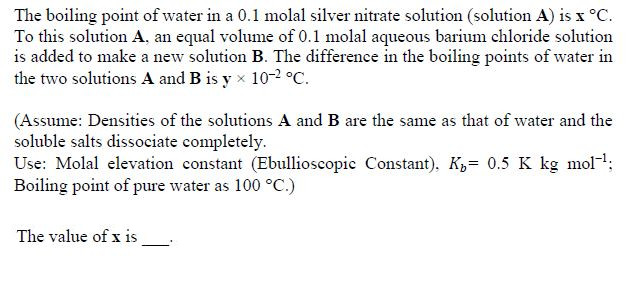 The boiling point of water in a 0.1 molal silver nitrate solution (solution A) is x °C.
To this solution A, an equal volume of 0.1 molal aqueous barium chloride solution
is added to make a new solution B. The difference in the boiling points of water in
the two solutions A and B is y × 10⁻² °C.
(Assume: Densities of the solutions A and B are the same as that of water and the
soluble salts dissociate completely.
Use: Molal elevation constant (Ebullioscopic Constant), K_b= 0.5 K kg mol⁻¹;
Boiling point of pure water as 100 °C.)
The value of x is ___.